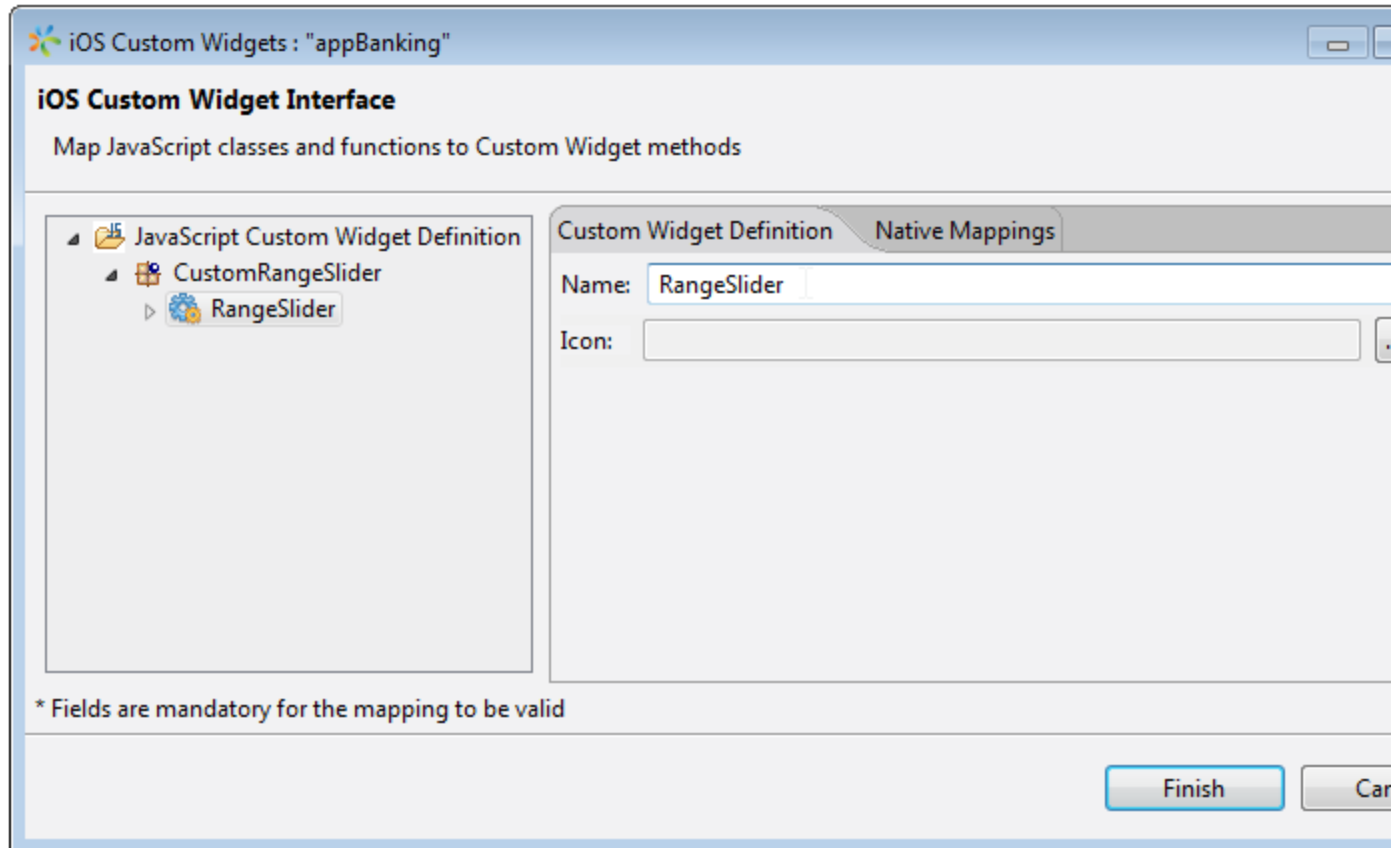 iOS Custom Widgets : "appBanking"
iOS Custom Widget Interface
Map JavaScript classes and functions to Custom Widget methods
JavaScript Custom Widget Definition
CustomRangeSlider
RangeSlider
Custom Widget Definition Native Mappings
Name: RangeSlider
Icon:
* Fields are mandatory for the mapping to be valid
Finish